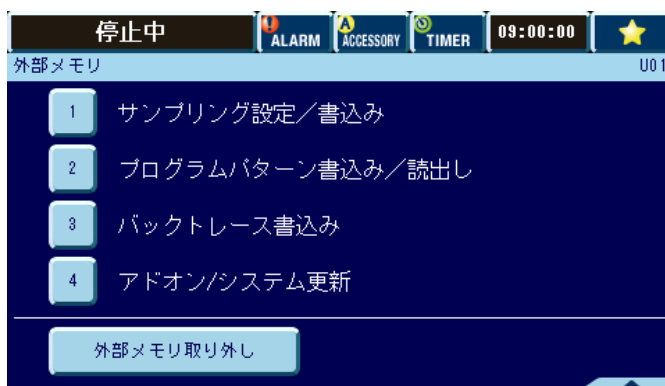 停止中 ALARM A ACCESSORY TIMER 09:00:00
外部メモリ U01
1 サンプリング設定／書込み
2 プログラムパターン書込み／読出し
3 バックトレース書込み
4 アドオン/システム更新
外部メモリ取り外し